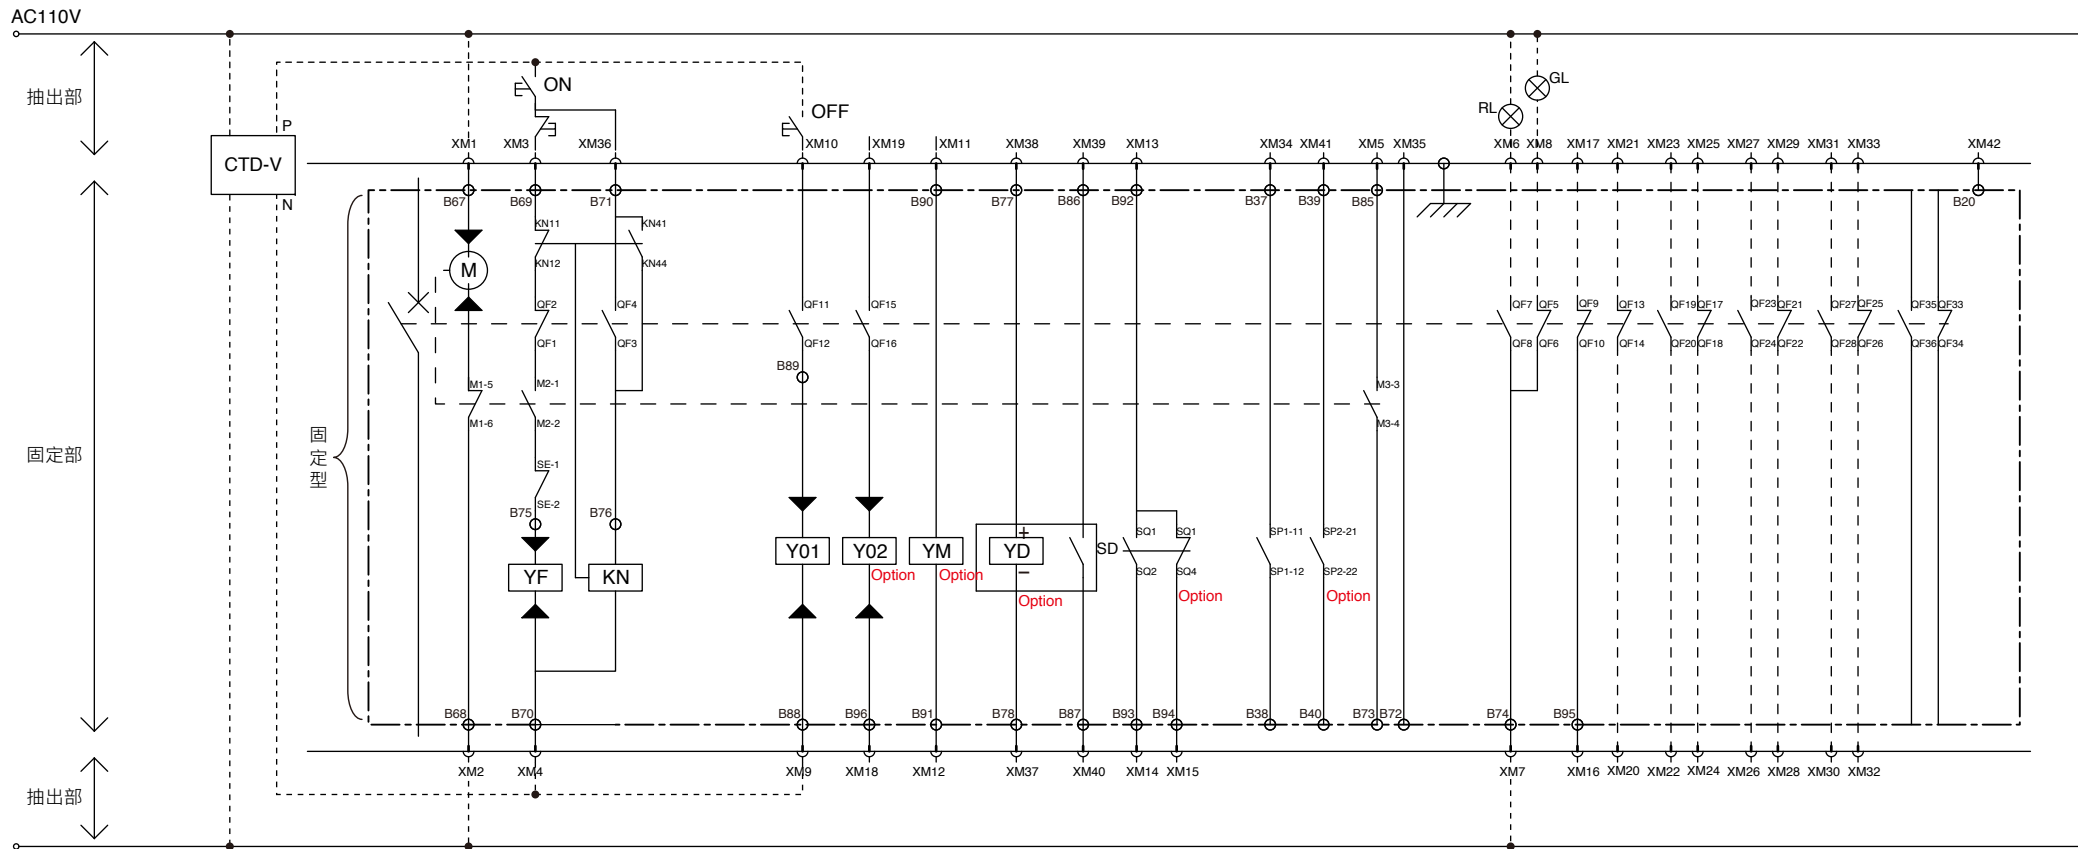 AC110V
抽出部
ON
OFF
GL
RL
P
CTD-V
N
XM1 XM3 XM36 XM10 XM19 XM11 XM38 XM39 XM13 XM34 XM41 XM5 XM35 XM6 XM8 XM17 XM21 XM23 XM25 XM27 XM29 XM31 XM33 XM42
B67 B69 B71 B90 B77 B86 B92 B37 B39 B85 B20
KN11 KN41
M
KN12 KN44
QF2 QF4 QF11 QF15 QF7 QF5 QF9 QF13 QF19 QF17 QF23 QF21 QF27 QF25 QF35 QF33
QF1 QF3 QF12 QF16 QF8 QF6 QF10 QF14 QF20 QF18 QF24 QF22 QF28 QF26 QF36 QF34
B89
M1-5 M2-1 M3-3
M1-6 M2-2 M3-4
固定部
固定型
SE-1
SE-2
B75 B76
SQ1 SQ1 SP1-11 SP2-21
Y01 Y02 YM + YD − SD
SQ2 SQ4 SP1-12 SP2-22
YF KN
Option Option Option Option Option
B68 B70 B88 B96 B91 B78 B87 B93 B94 B38 B40 B73 B72 B74 B95
XM2 XM4 XM9 XM18 XM12 XM37 XM40 XM14 XM15 XM7 XM16 XM20 XM22 XM24 XM26 XM28 XM30 XM32
抽出部